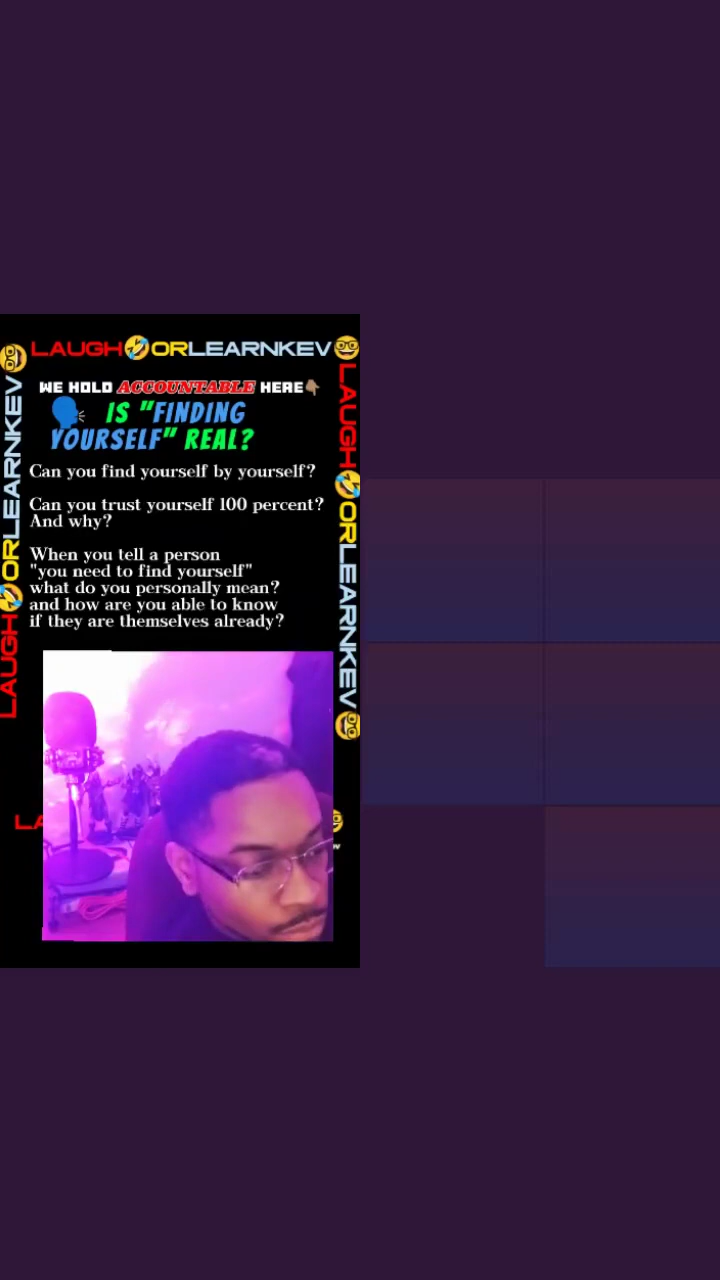 LAUGH🤣ORLEARNKEV🤓
WE HOLD ACCOUNTABLE HERE👇🏽
🗣 IS "FINDING
YOURSELF" REAL?
Can you find yourself by yourself?
Can you trust yourself 100 percent?
And why?
When you tell a person
"you need to find yourself"
what do you personally mean?
and how are you able to know
if they are themselves already?
LAUGH🤣ORLEARNKEV🤓
LAUGH🤣ORLEARNKEV🤓
LA